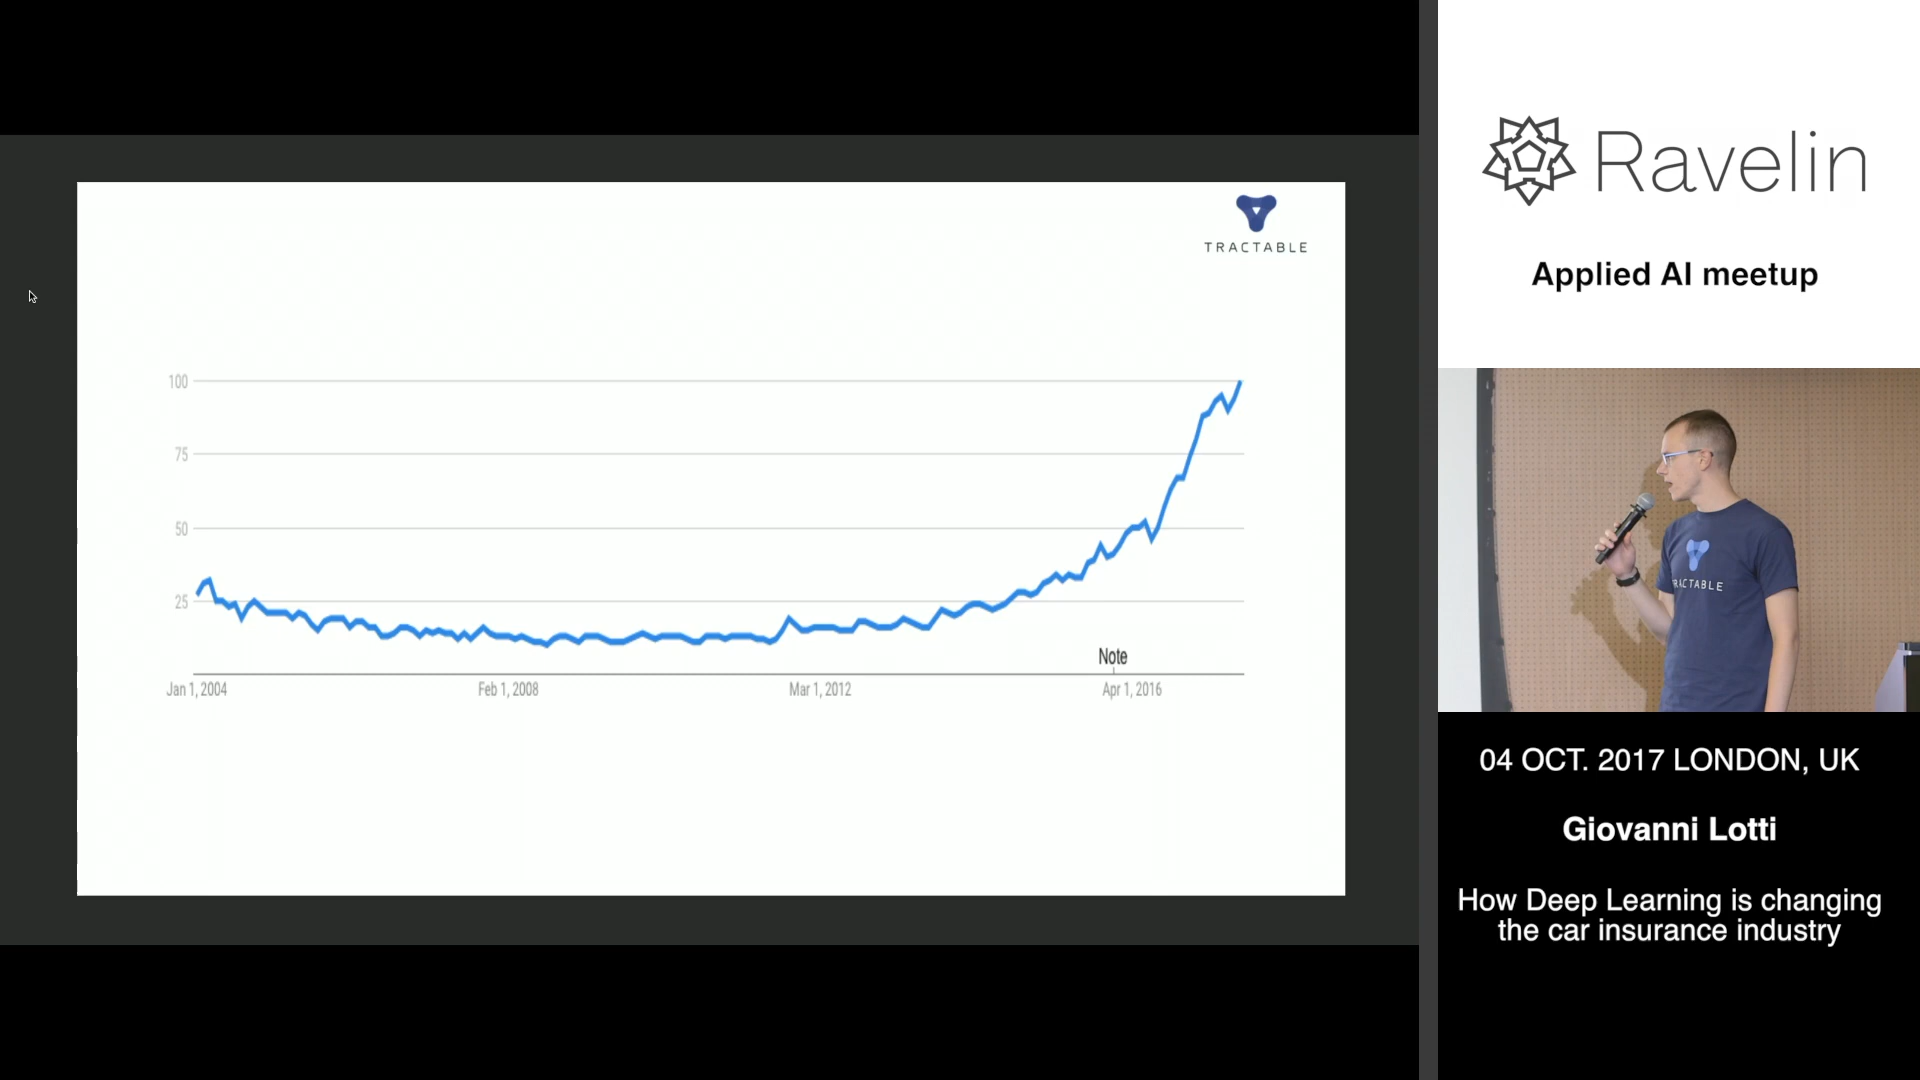 TRACTABLE
100
75
50
25
Note
Jan 1, 2004
Feb 1, 2008
Mar 1, 2012
Apr 1, 2016
Ravelin
Applied AI meetup
TRACTABLE
04 OCT. 2017 LONDON, UK
Giovanni Lotti
How Deep Learning is changing
the car insurance industry